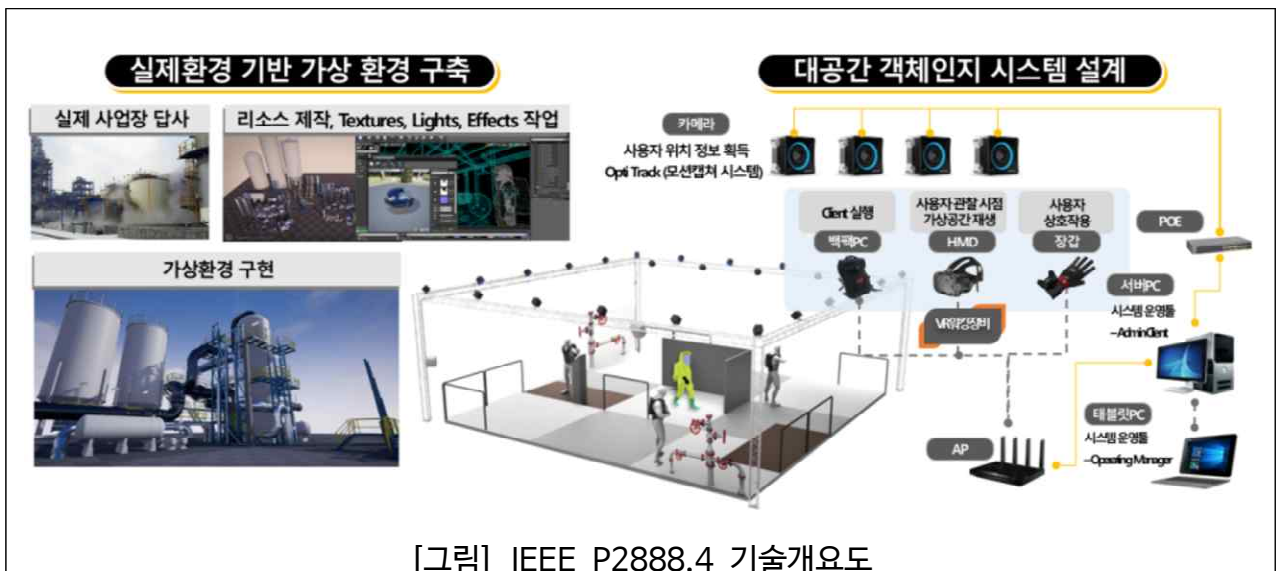 실제환경 기반 가상 환경 구축
실제 사업장 답사
리소스 제작, Textures, Lights, Effects 작업
가상환경 구현
대공간 객체인지 시스템 설계
카메라
사용자 위치 정보 획득
Opti Track (모션캡쳐 시스템)
Client 실행
백팩PC
사용자 관찰 시점
가상공간 재생
HMD
사용자
상호작용
장갑
VR워킹장비
POE
서버PC
시스템 운영툴
–AdminClient
태블릿PC
시스템 운영툴
–Operating Manager
AP
[그림] IEEE P2888.4 기술개요도